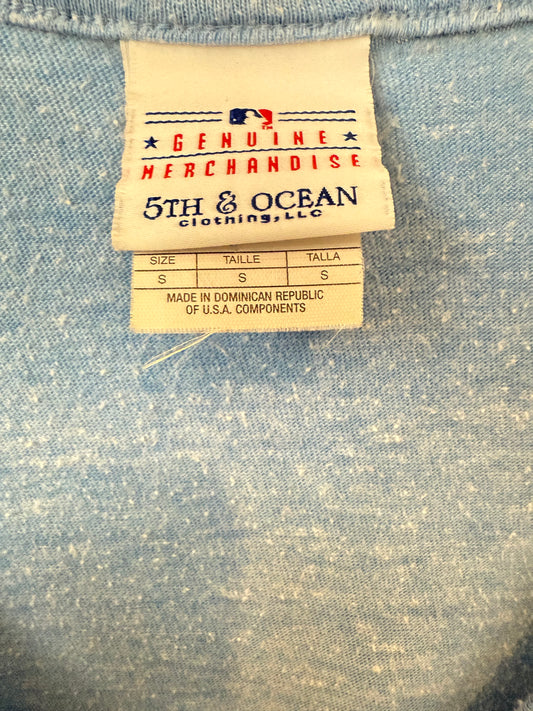 GENUINE
MERCHANDISE
5TH & OCEAN
clothing, LLC
SIZE TAILLE TALLA
S S S
MADE IN DOMINICAN REPUBLIC
OF U.S.A. COMPONENTS